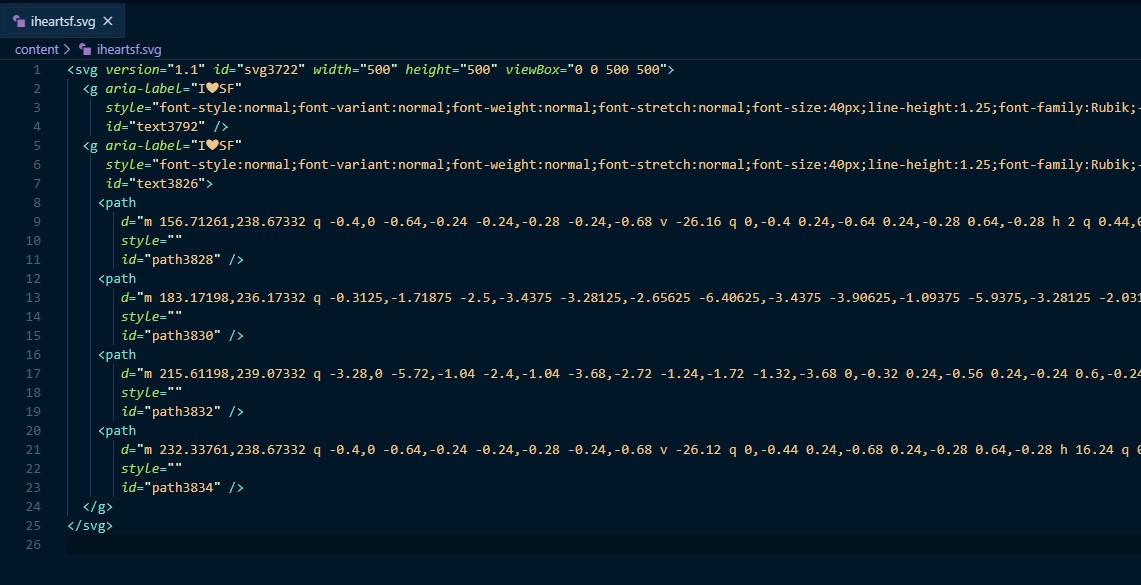 iheartsf.svg
content > iheartsf.svg
1 <svg version="1.1" id="svg3722" width="500" height="500" viewBox="0 0 500 500">
2 <g aria-label="I🖤SF"
3 style="font-style:normal;font-variant:normal;font-weight:normal;font-stretch:normal;font-size:40px;line-height:1.25;font-family:Rubik;-
4 id="text3792" />
5 <g aria-label="I🖤SF"
6 style="font-style:normal;font-variant:normal;font-weight:normal;font-stretch:normal;font-size:40px;line-height:1.25;font-family:Rubik;-
7 id="text3826">
8 <path
9 d="m 156.71261,238.67332 q -0.4,0 -0.64,-0.24 -0.24,-0.28 -0.24,-0.68 v -26.16 q 0,-0.4 0.24,-0.64 0.24,-0.28 0.64,-0.28 h 2 q 0.44,0
10 style=""
11 id="path3828" />
12 <path
13 d="m 183.17198,236.17332 q -0.3125,-1.71875 -2.5,-3.4375 -3.28125,-2.65625 -6.40625,-3.4375 -3.90625,-1.09375 -5.9375,-3.28125 -2.031
14 style=""
15 id="path3830" />
16 <path
17 d="m 215.61198,239.07332 q -3.28,0 -5.72,-1.04 -2.4,-1.04 -3.68,-2.72 -1.24,-1.72 -1.32,-3.68 0,-0.32 0.24,-0.56 0.24,-0.24 0.6,-0.24
18 style=""
19 id="path3832" />
20 <path
21 d="m 232.33761,238.67332 q -0.4,0 -0.64,-0.24 -0.24,-0.28 -0.24,-0.68 v -26.12 q 0,-0.44 0.24,-0.68 0.24,-0.28 0.64,-0.28 h 16.24 q 0
22 style=""
23 id="path3834" />
24 </g>
25 </svg>
26